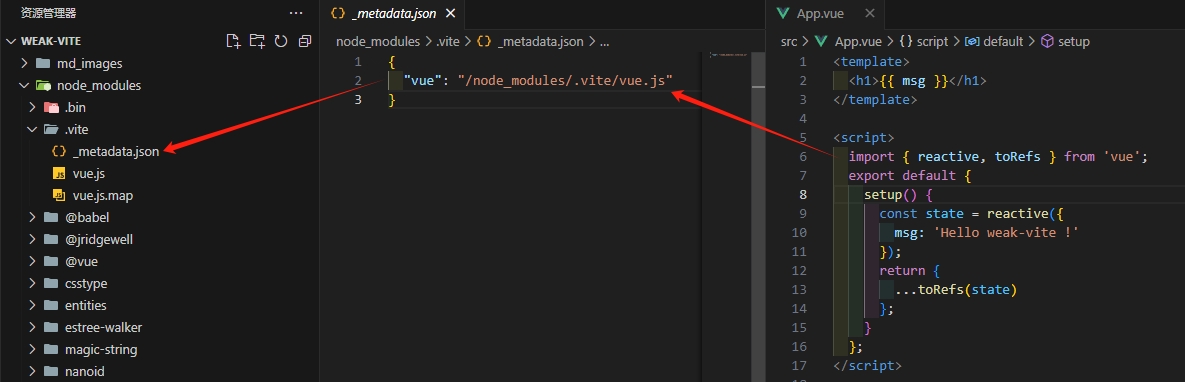 资源管理器
...
WEAK-VITE
md_images
node_modules
.bin
.vite
_metadata.json
vue.js
vue.js.map
@babel
@jridgewell
@vue
csstype
entities
estree-walker
magic-string
nanoid
{} _metadata.json ×
node_modules > .vite > {} _metadata.json > ...
1 {
2 "vue": "/node_modules/.vite/vue.js"
3 }
App.vue ×
src > App.vue > {} script > default > setup
1 <template>
2 <h1>{{ msg }}</h1>
3 </template>
4
5 <script>
6 import { reactive, toRefs } from 'vue';
7 export default {
8 setup() {
9 const state = reactive({
10 msg: 'Hello weak-vite !'
11 });
12 return {
13 ...toRefs(state)
14 };
15 }
16 };
17 </script>